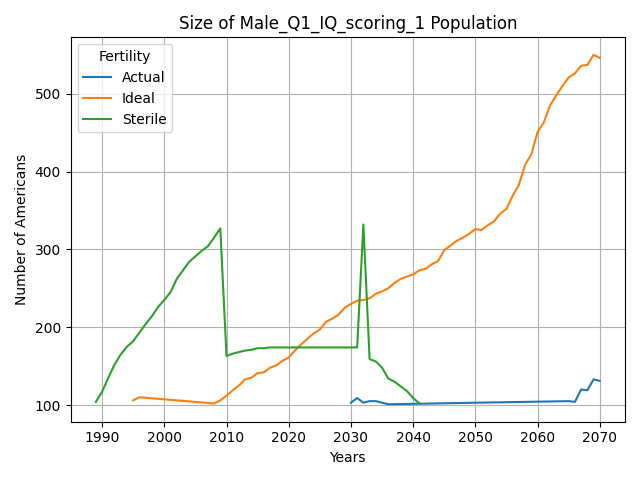 Size of Male_Q1_IQ_scoring_1 Population
Fertility
Actual
Ideal
Sterile
Number of Americans
500
400
300
200
100
1990 2000 2010 2020 2030 2040 2050 2060 2070
Years